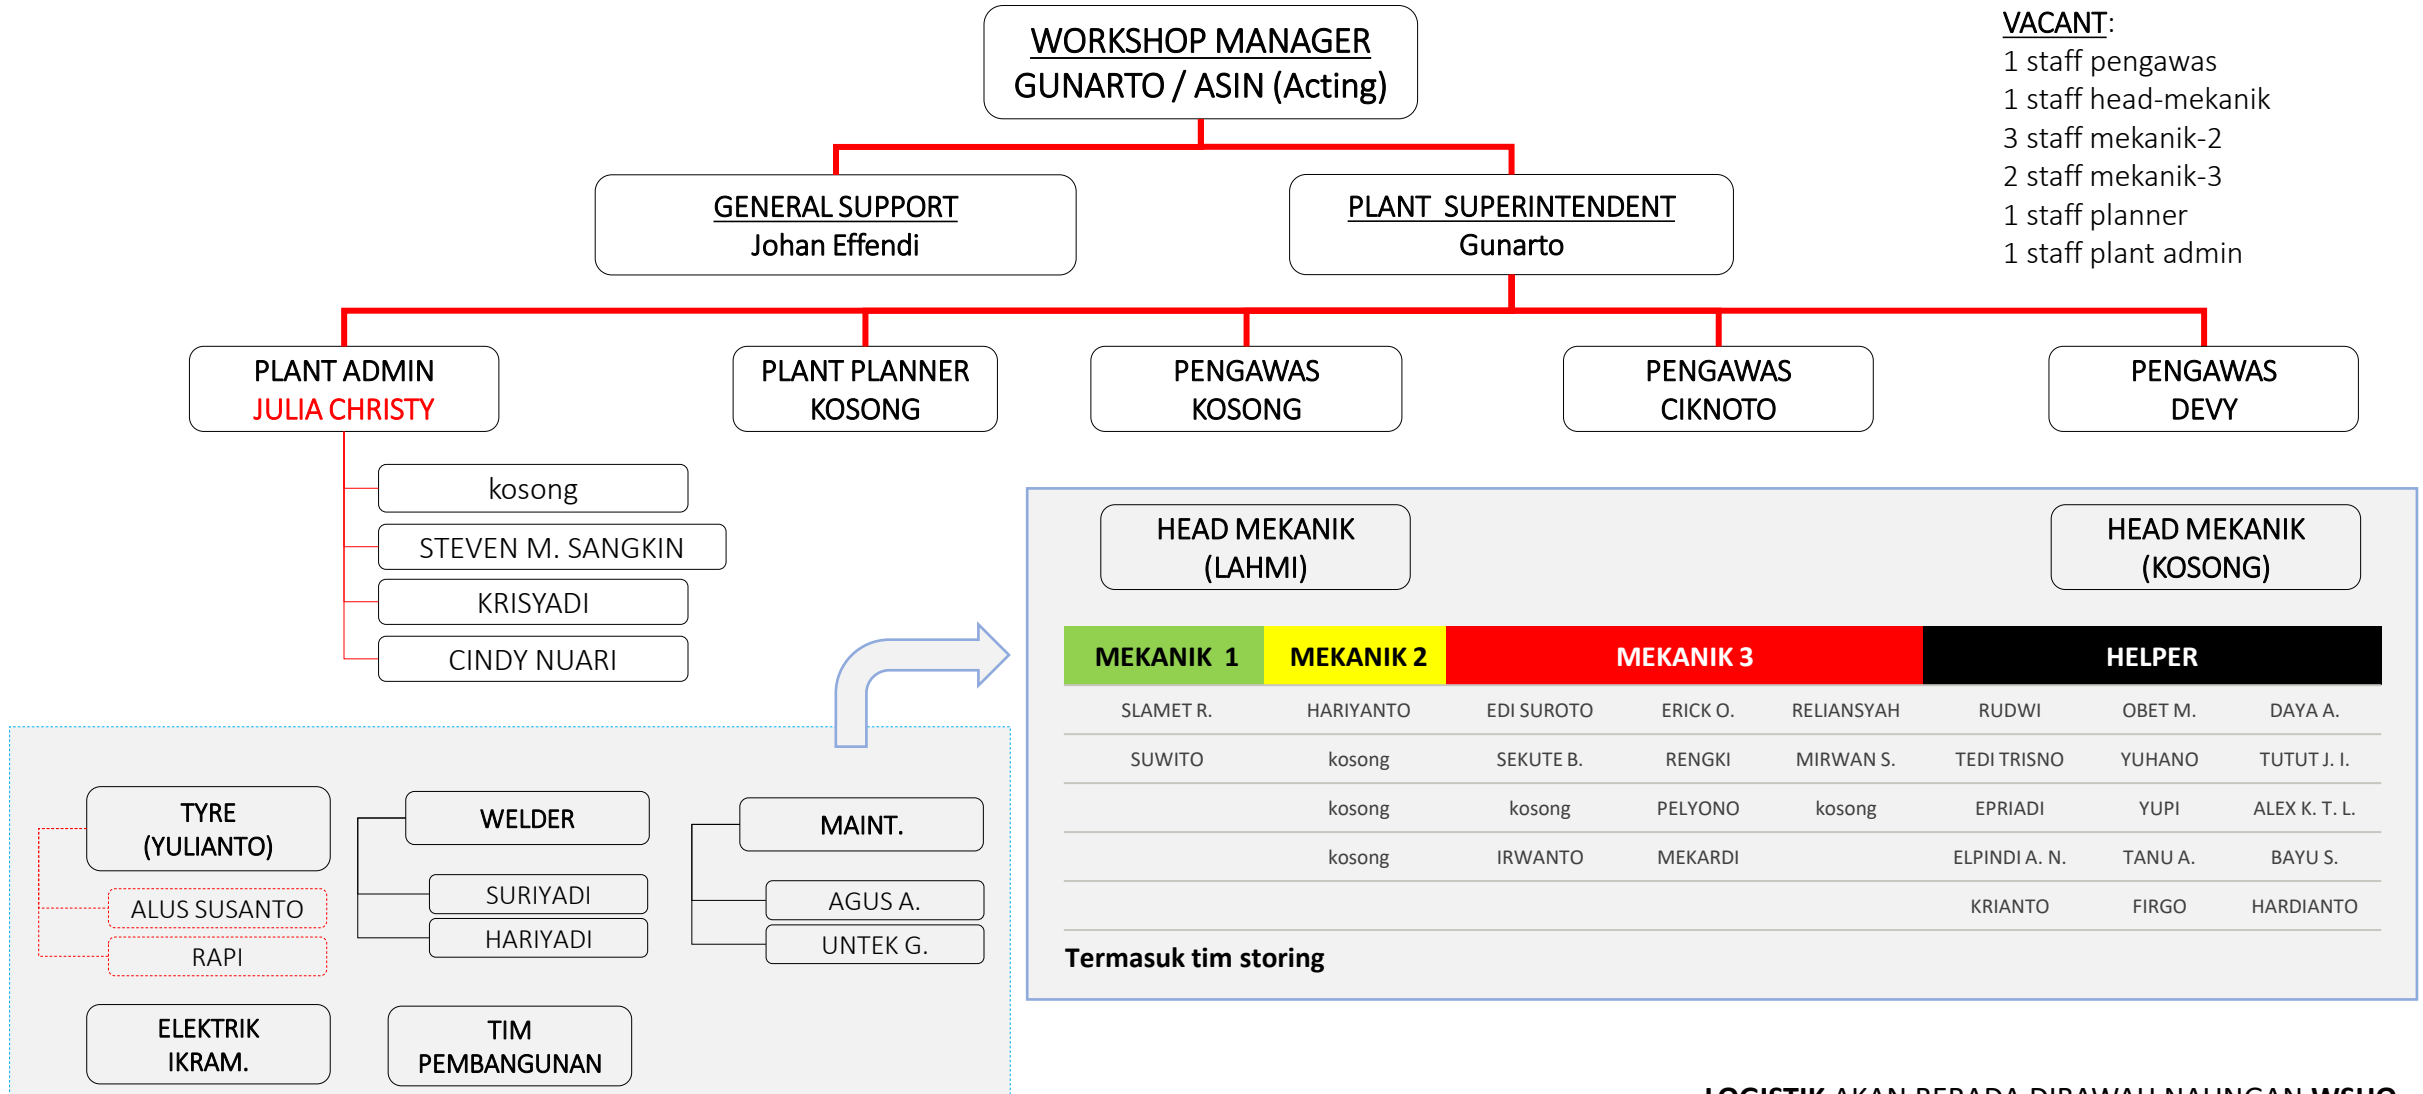 WORKSHOP MANAGER
GUNARTO / ASIN (Acting)
VACANT:
1 staff pengawas
1 staff head-mekanik
3 staff mekanik-2
2 staff mekanik-3
1 staff planner
1 staff plant admin
GENERAL SUPPORT
Johan Effendi
PLANT SUPERINTENDENT
Gunarto
PLANT ADMIN
JULIA CHRISTY
PLANT PLANNER
KOSONG
PENGAWAS
KOSONG
PENGAWAS
CIKNOTO
PENGAWAS
DEVY
kosong
STEVEN M. SANGKIN
KRISYADI
CINDY NUARI
HEAD MEKANIK
(LAHMI)
HEAD MEKANIK
(KOSONG)
MEKANIK 1 MEKANIK 2 MEKANIK 3 HELPER
SLAMET R. HARIYANTO EDI SUROTO ERICK O. RELIANSYAH RUDWI OBET M. DAYA A.
SUWITO kosong SEKUTE B. RENGKI MIRWAN S. TEDI TRISNO YUHANO TUTUT J. I.
kosong kosong PELYONO kosong EPRIADI YUPI ALEX K. T. L.
kosong IRWANTO MEKARDI ELPINDI A. N. TANU A. BAYU S.
KRIANTO FIRGO HARDIANTO
Termasuk tim storing
TYRE
(YULIANTO)
ALUS SUSANTO
RAPI
WELDER
SURIYADI
HARIYADI
MAINT.
AGUS A.
UNTEK G.
ELEKTRIK
IKRAM.
TIM
PEMBANGUNAN
LOGISTIK AKAN BERADA DIBAWAH NAUNGAN WSHO